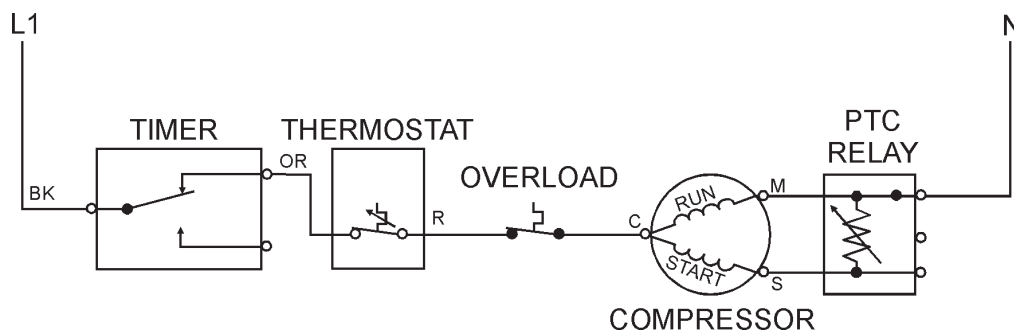 L1
N
TIMER
THERMOSTAT
PTC
RELAY
OVERLOAD
BK
OR
R
C
RUN
START
M
S
COMPRESSOR